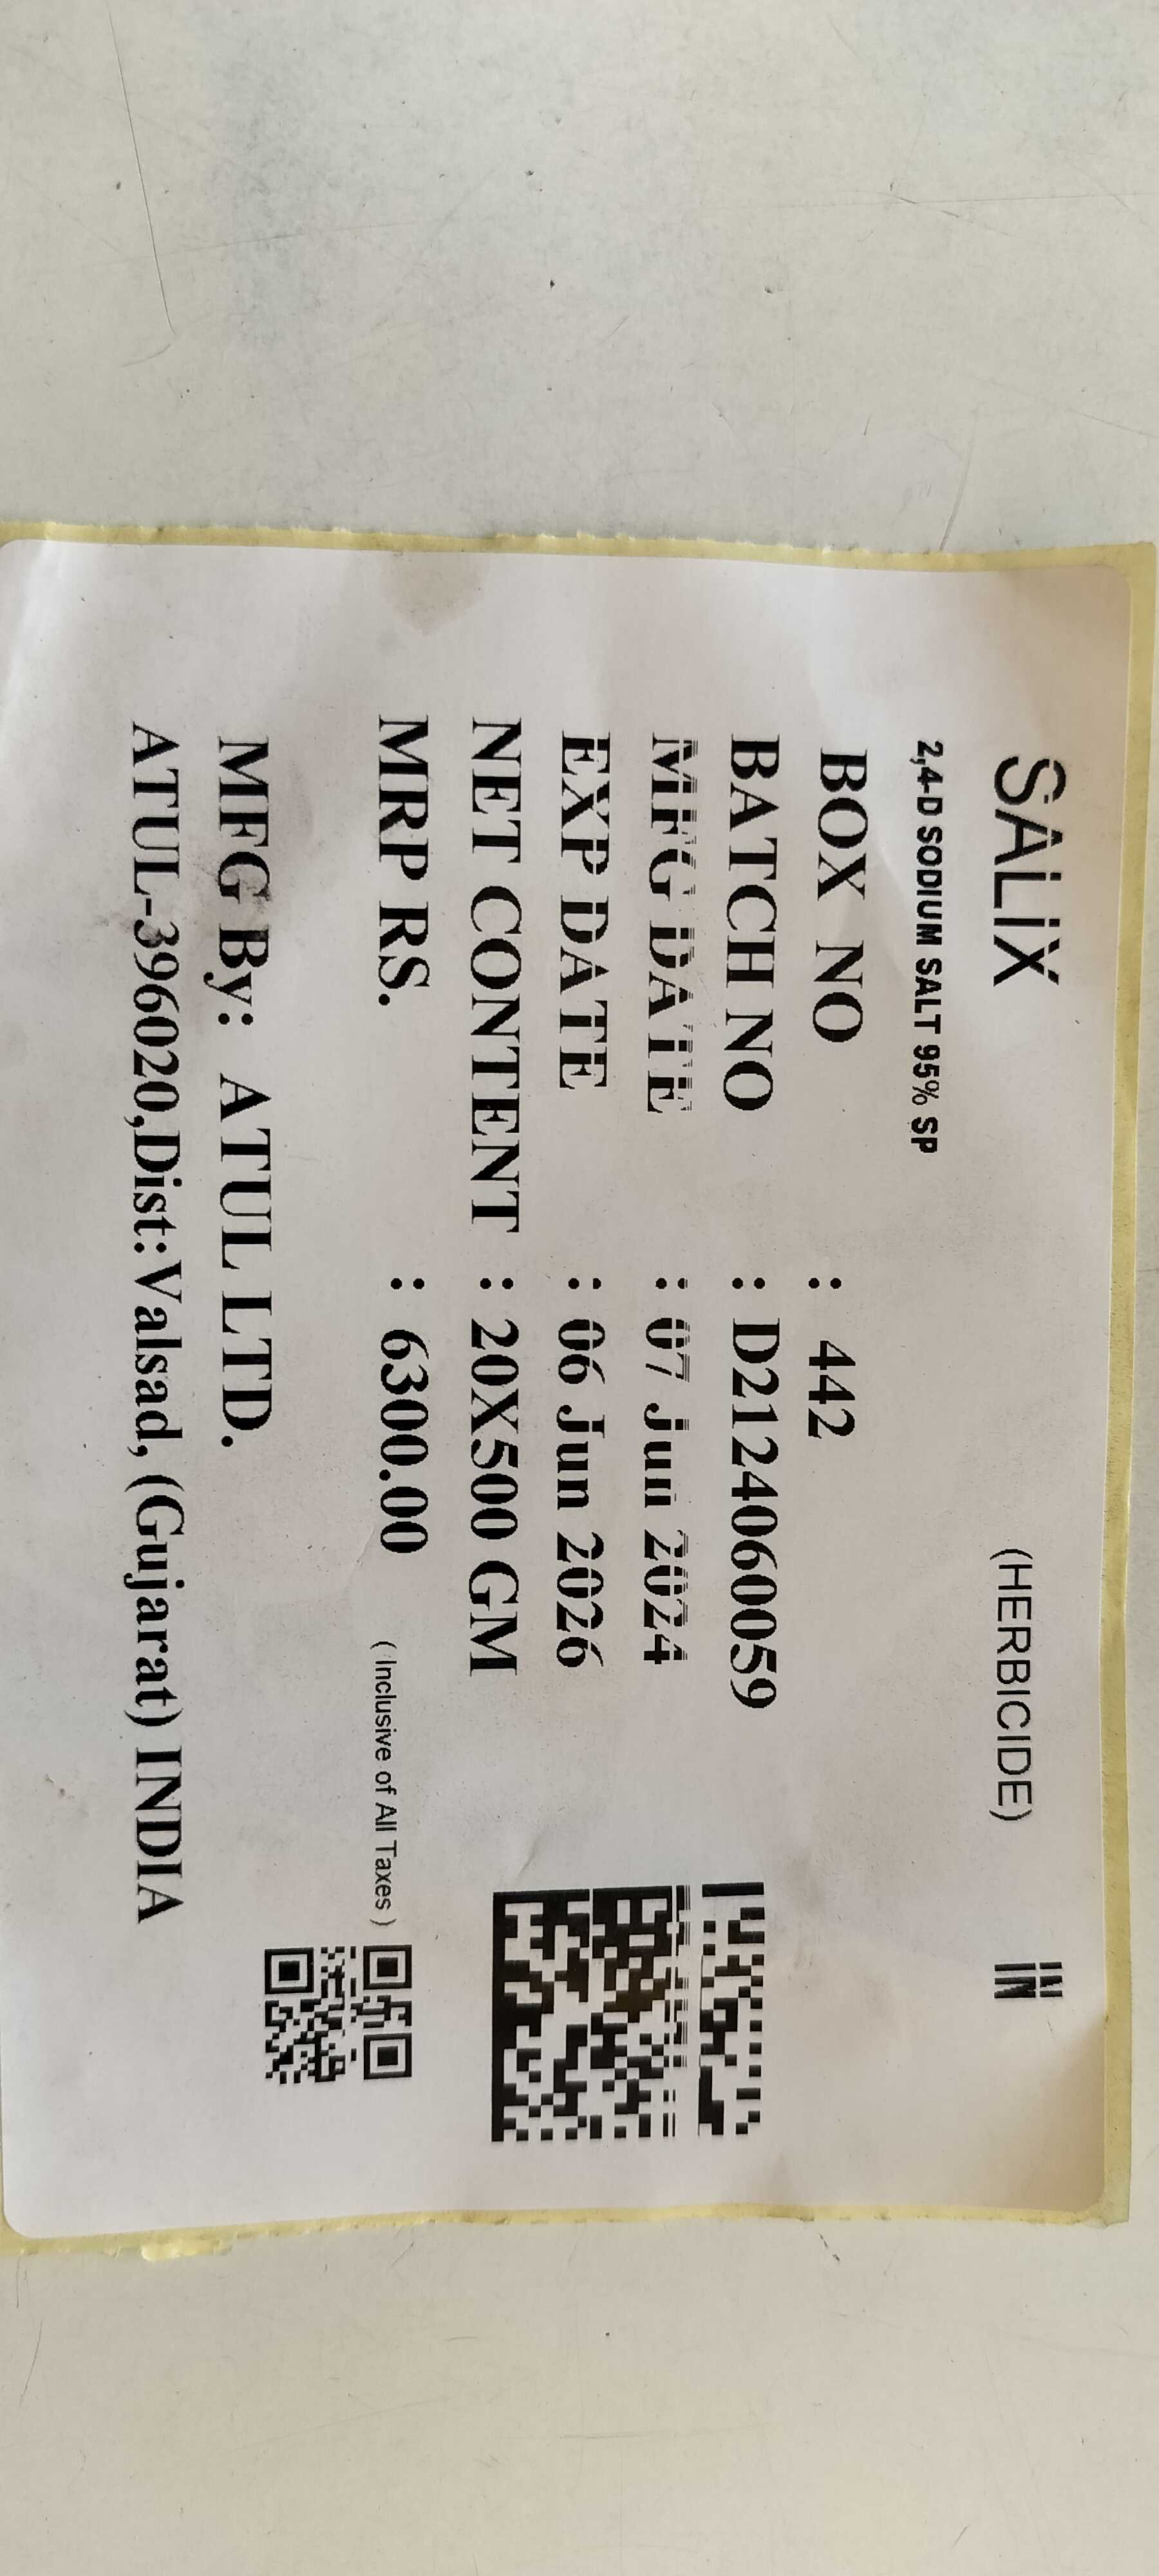 SALIX (HERBICIDE) IN
2,4-D SODIUM SALT 95% SP
BOX NO : 442
BATCH NO : D2124060059
MFG DATE : 07 Jun 2024
EXP DATE : 06 Jun 2026
NET CONTENT : 20X500 GM
MRP RS. : 6300.00 ( Inclusive of All Taxes )
MFG By: ATUL LTD.
ATUL-396020,Dist:Valsad, (Gujarat) INDIA